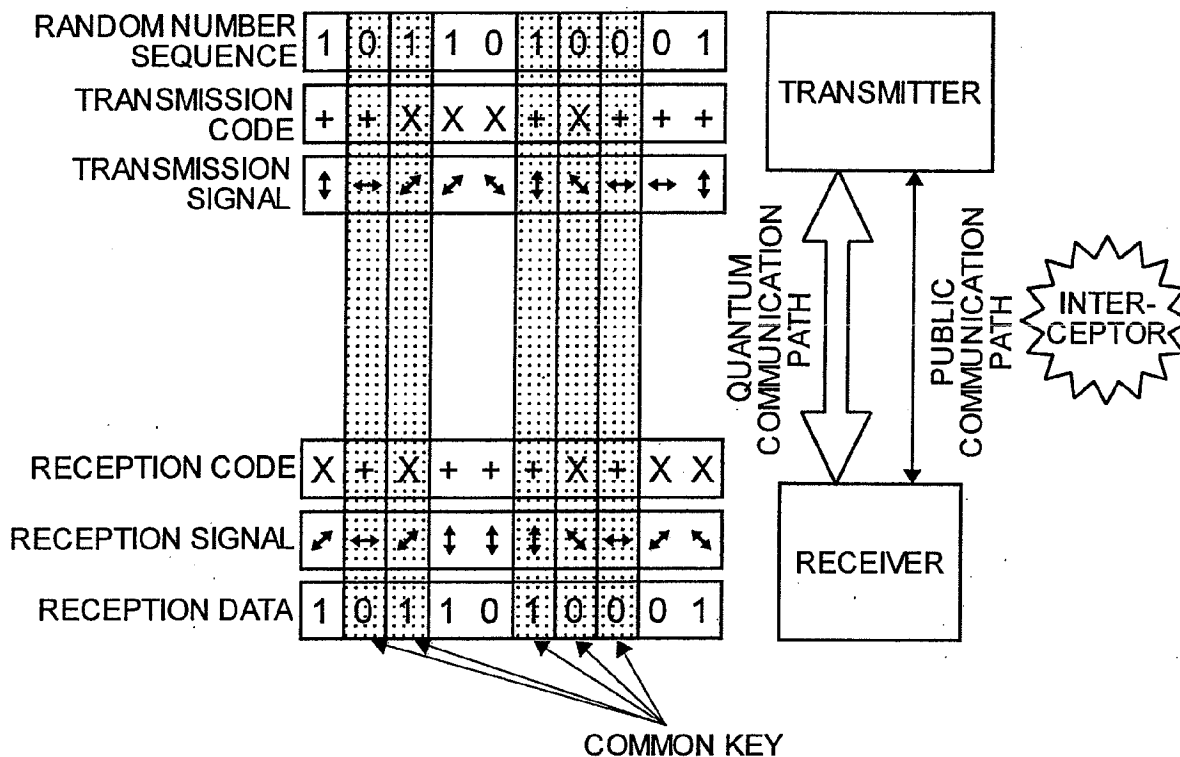 RANDOM NUMBER
SEQUENCE
1 0 1 1 0 1 0 0 0 1
TRANSMISSION
CODE
+ + X X X + X + + +
TRANSMISSION
SIGNAL
↕ ↔ ⤢ ⤢ ⤡ ↕ ⤡ ↔ ↔ ↕
RECEPTION CODE
X + X + + + X + X X
RECEPTION SIGNAL
⤢ ↔ ⤢ ↕ ↕ ↕ ⤡ ↔ ⤢ ⤡
RECEPTION DATA
1 0 1 1 0 1 0 0 0 1
COMMON KEY
TRANSMITTER
QUANTUM
COMMUNICATION
PATH
PUBLIC
COMMUNICATION
PATH
INTER-
CEPTOR
RECEIVER